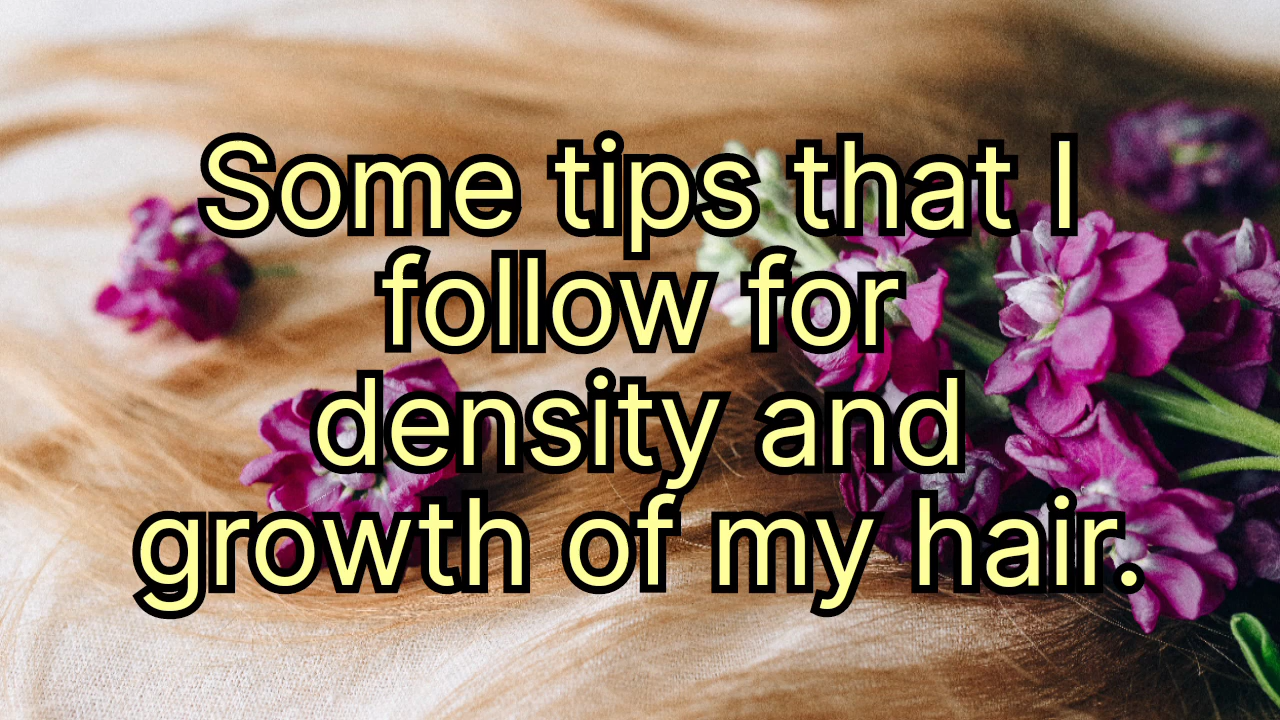 Some tips that I
follow for
density and
growth of my hair.